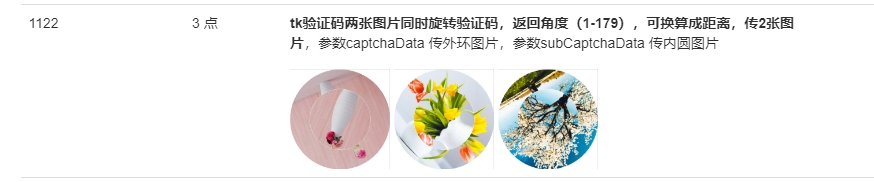 1122
3 点
tk验证码两张图片同时旋转验证码，返回角度（1-179），可换算成距离，传2张图
片，参数captchaData 传外环图片，参数subCaptchaData 传内圆图片